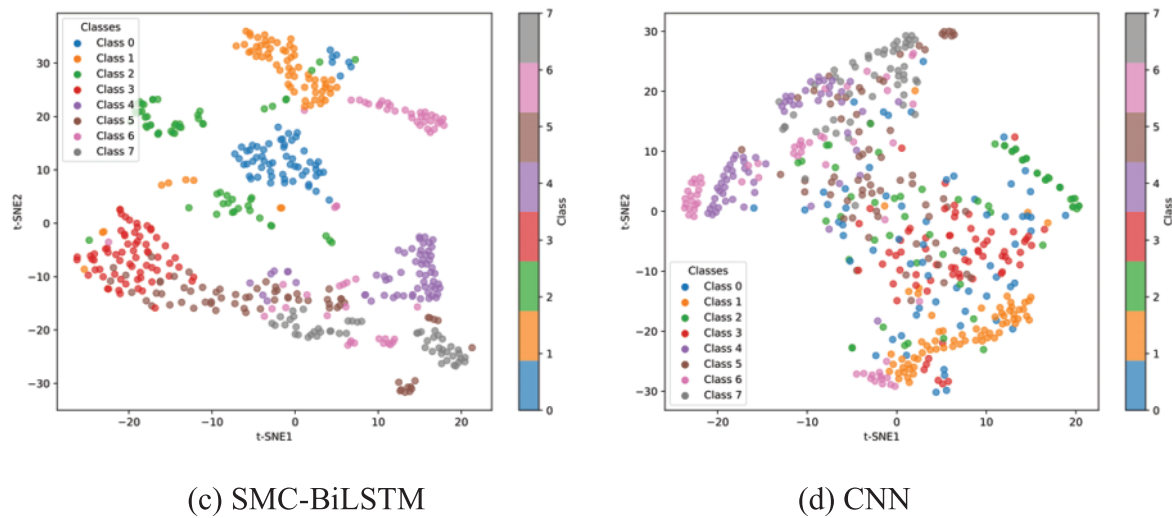 Classes
Class 0
Class 1
Class 2
Class 3
Class 4
Class 5
Class 6
Class 7
30
20
10
0
−10
−20
−30
t-SNE2
−20
−10
0
10
20
t-SNE1
7
6
5
4
3
2
1
0
Class
(c) SMC-BiLSTM
30
20
10
0
−10
−20
−30
t-SNE2
Classes
Class 0
Class 1
Class 2
Class 3
Class 4
Class 5
Class 6
Class 7
−20
−10
0
10
20
t-SNE1
7
6
5
4
3
2
1
0
Class
(d) CNN